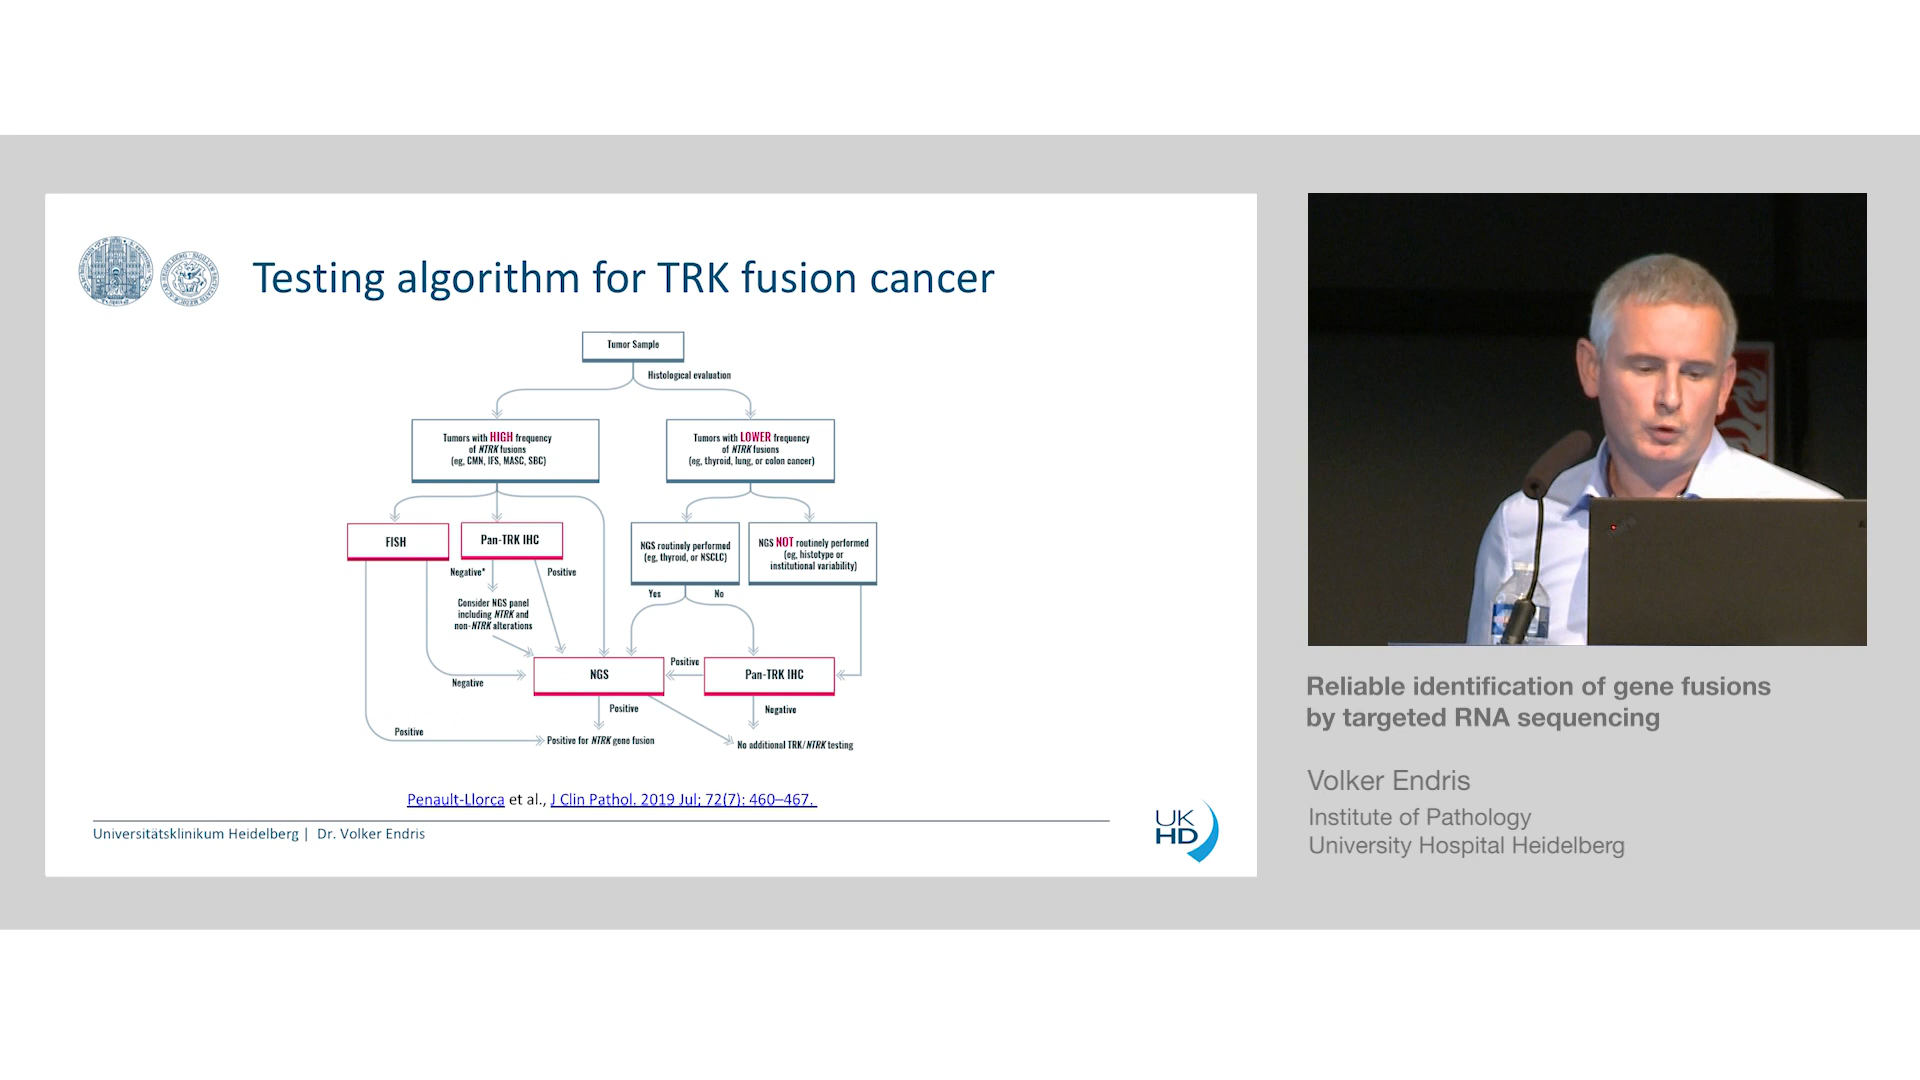 Testing algorithm for TRK fusion cancer
Tumor Sample
Histological evaluation
Tumors with HIGH frequency
of NTRK fusions
(eg, CMN, IFS, MASC, SBC)
Tumors with LOWER frequency
of NTRK fusions
(eg, thyroid, lung, or colon cancer)
FISH
Pan-TRK IHC
NGS routinely performed
(eg, thyroid, or NSCLC)
NGS NOT routinely performed
(eg, histotype or
institutional variability)
Negative*
Positive
Yes
No
Consider NGS panel
including NTRK and
non-NTRK alterations
Negative
NGS
Positive
Pan-TRK IHC
Positive
Negative
Positive
Positive for NTRK gene fusion
No additional TRK/NTRK testing
Penault-Llorca et al., J Clin Pathol. 2019 Jul; 72(7): 460–467.
Universitätsklinikum Heidelberg | Dr. Volker Endris
UK
HD
Reliable identification of gene fusions
by targeted RNA sequencing
Volker Endris
Institute of Pathology
University Hospital Heidelberg